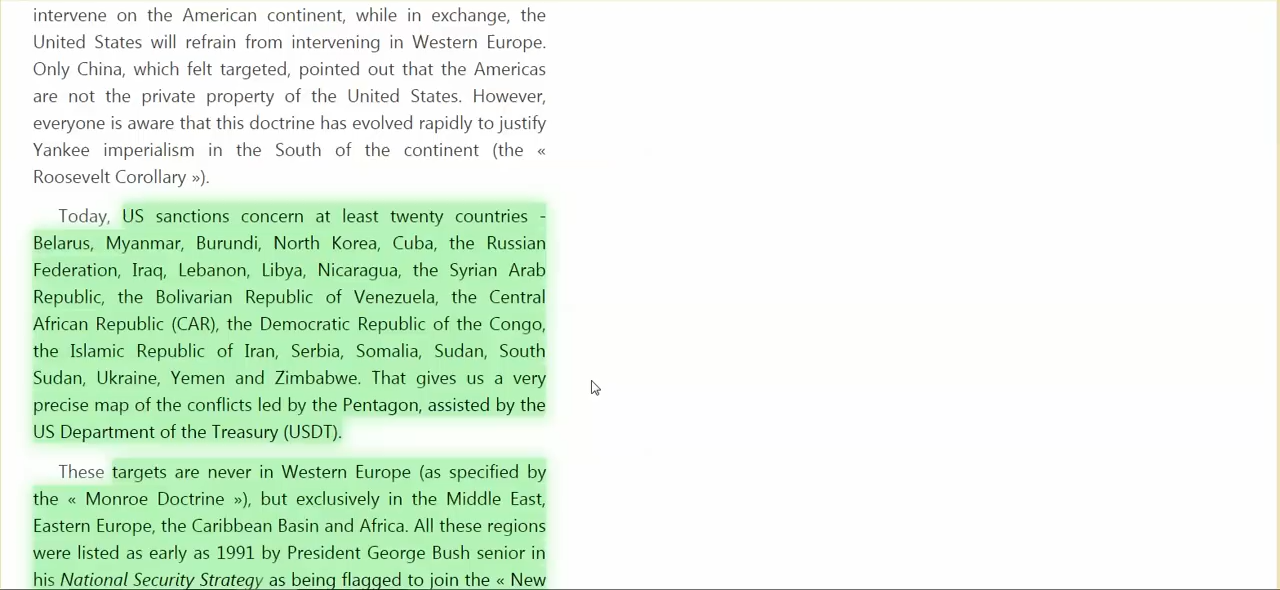 intervene on the American continent, while in exchange, the
United States will refrain from intervening in Western Europe.
Only China, which felt targeted, pointed out that the Americas
are not the private property of the United States. However,
everyone is aware that this doctrine has evolved rapidly to justify
Yankee imperialism in the South of the continent (the «
Roosevelt Corollary »).
Today, US sanctions concern at least twenty countries -
Belarus, Myanmar, Burundi, North Korea, Cuba, the Russian
Federation, Iraq, Lebanon, Libya, Nicaragua, the Syrian Arab
Republic, the Bolivarian Republic of Venezuela, the Central
African Republic (CAR), the Democratic Republic of the Congo,
the Islamic Republic of Iran, Serbia, Somalia, Sudan, South
Sudan, Ukraine, Yemen and Zimbabwe. That gives us a very
precise map of the conflicts led by the Pentagon, assisted by the
US Department of the Treasury (USDT).
These targets are never in Western Europe (as specified by
the « Monroe Doctrine »), but exclusively in the Middle East,
Eastern Europe, the Caribbean Basin and Africa. All these regions
were listed as early as 1991 by President George Bush senior in
his National Security Strategy as being flagged to join the « New